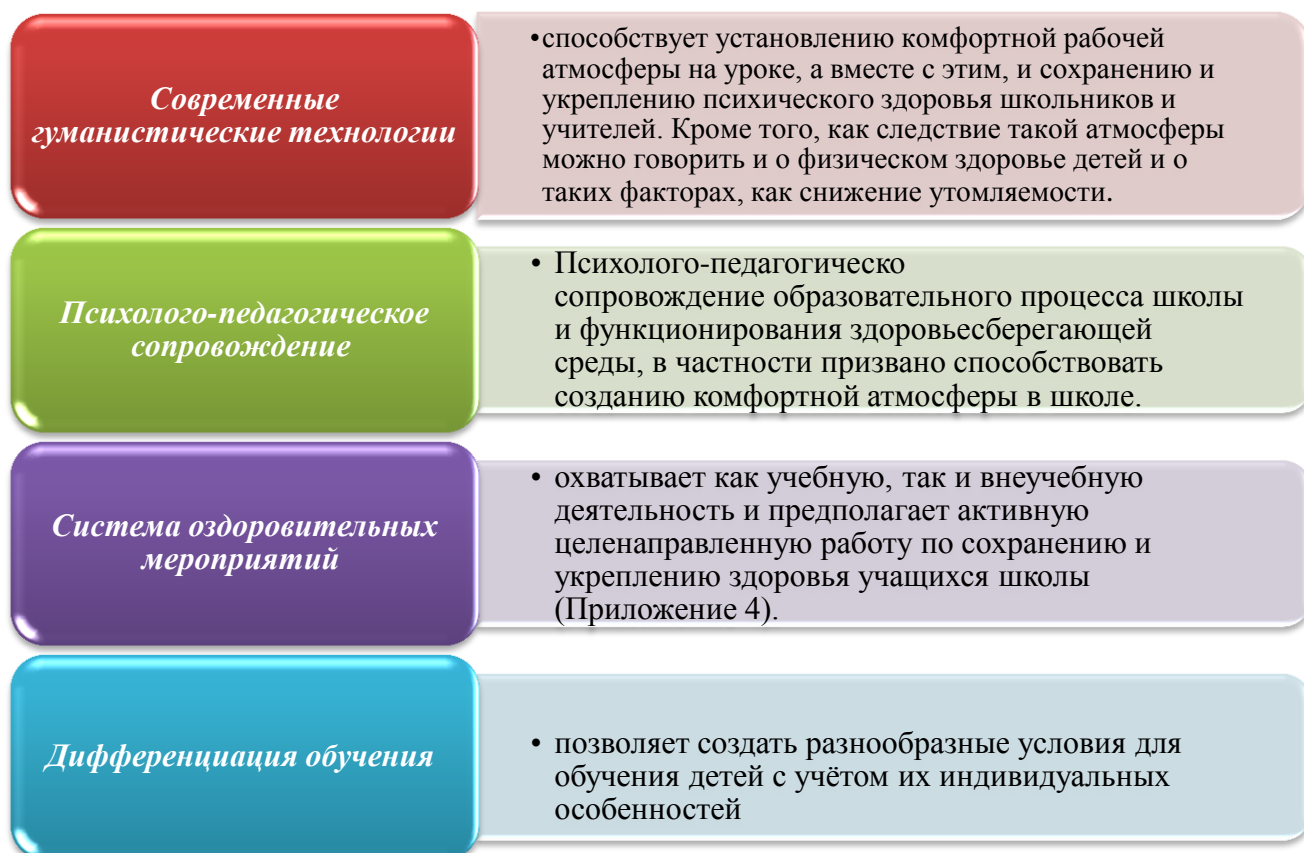 Современные
гуманистические технологии
•способствует установлению комфортной рабочей
атмосферы на уроке, а вместе с этим, и сохранению и
укреплению психического здоровья школьников и
учителей. Кроме того, как следствие такой атмосферы
можно говорить и о физическом здоровье детей и о
таких факторах, как снижение утомляемости.
Психолого-педагогическое
сопровождение
• Психолого-педагогическо
сопровождение образовательного процесса школы
и функционирования здоровьесберегающей
среды, в частности призвано способствовать
созданию комфортной атмосферы в школе.
Система оздоровительных
мероприятий
• охватывает как учебную, так и внеучебную
деятельность и предполагает активную
целенаправленную работу по сохранению и
укреплению здоровья учащихся школы
(Приложение 4).
Дифференциация обучения
• позволяет создать разнообразные условия для
обучения детей с учётом их индивидуальных
особенностей